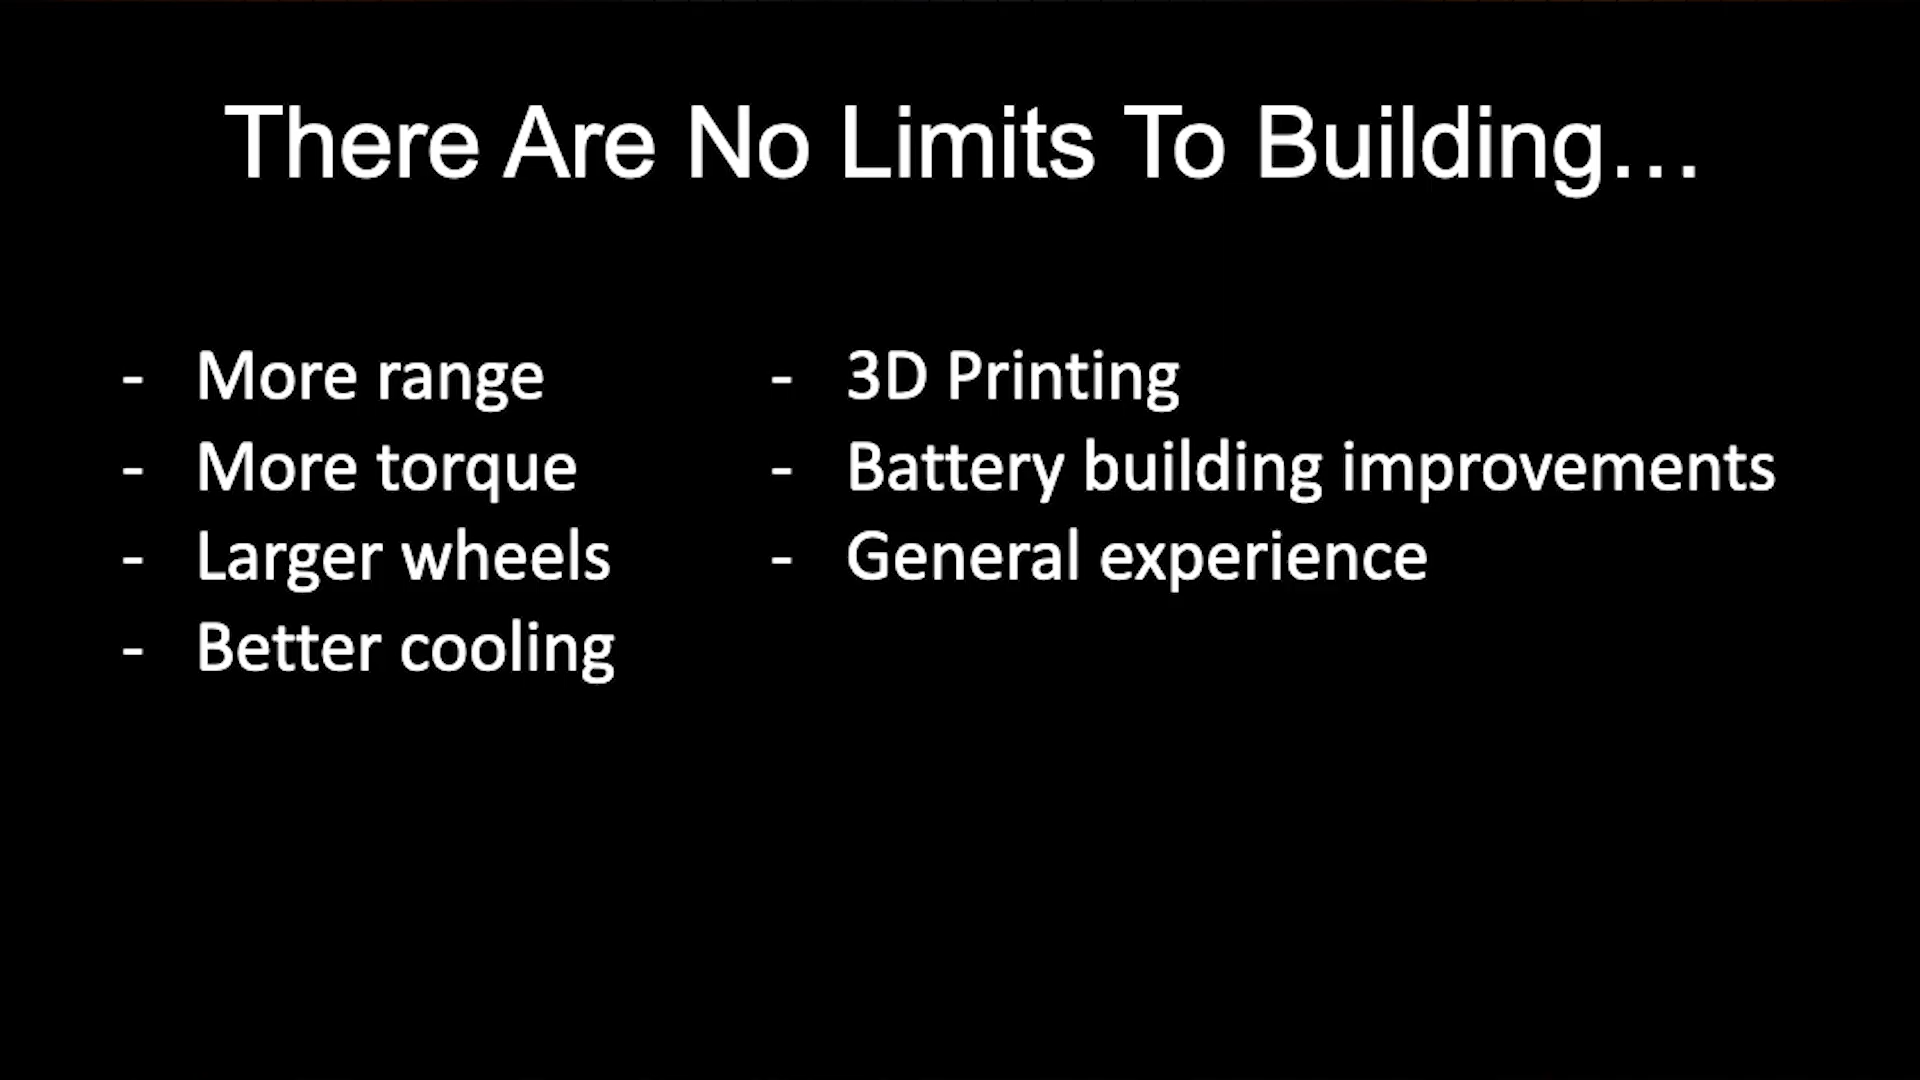 There Are No Limits To Building…
- More range
- More torque
- Larger wheels
- Better cooling
- 3D Printing
- Battery building improvements
- General experience